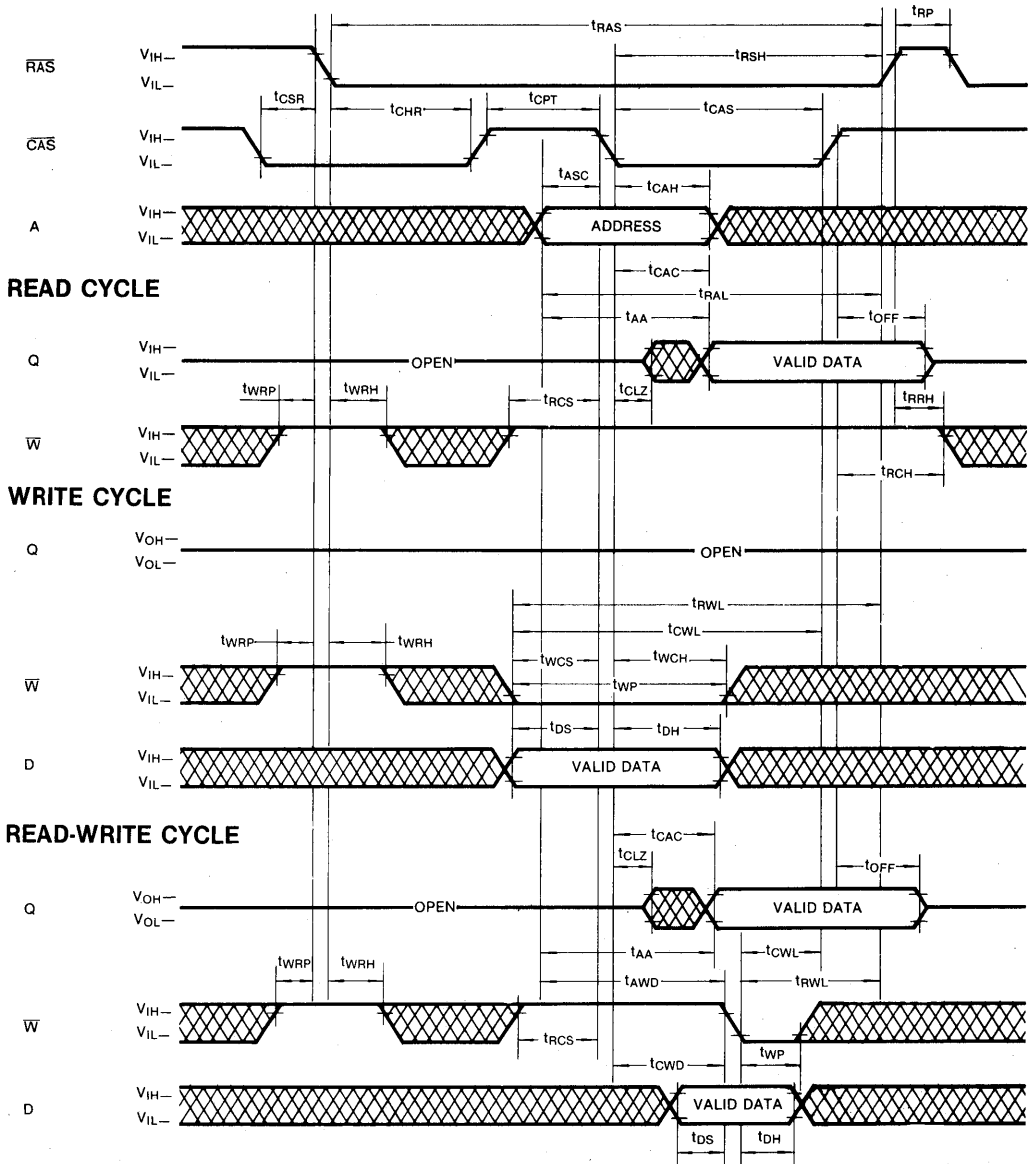 tRAS
tRP
RAS
VIH—
VIL—
tRSH
tCSR
tCHR
tCPT
tCAS
CAS
VIH—
VIL—
tASC
tCAH
A
VIH—
VIL—
ADDRESS
tCAC
READ CYCLE
tRAL
tAA
tOFF
Q
VIH—
VIL—
OPEN
VALID DATA
tWRP
tWRH
tRCS
tCLZ
tRRH
W
VIH—
VIL—
tRCH
WRITE CYCLE
Q
VOH—
VOL—
OPEN
tRWL
tCWL
tWRP
tWRH
tWCS
tWCH
W
VIH—
VIL—
tWP
tDS
tDH
D
VIH—
VIL—
VALID DATA
READ-WRITE CYCLE
tCAC
tCLZ
tOFF
Q
VOH—
VOL—
OPEN
VALID DATA
tCWL
tWRP
tWRH
tAA
tAWD
tRWL
W
VIH—
VIL—
tRCS
tWP
tCWD
D
VIH—
VIL—
VALID DATA
tDS
tDH